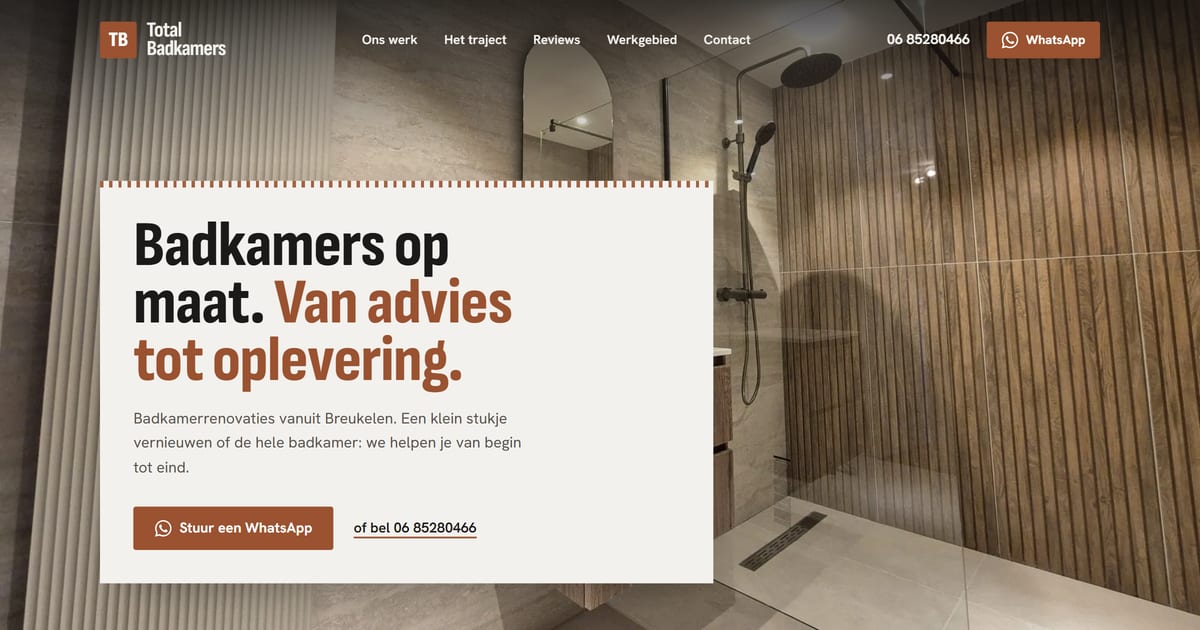 TB
Total
Badkamers
Ons werk
Het traject
Reviews
Werkgebied
Contact
06 85280466
WhatsApp
Badkamers op
maat. Van advies
tot oplevering.
Badkamerrenovaties vanuit Breukelen. Een klein stukje
vernieuwen of de hele badkamer: we helpen je van begin
tot eind.
Stuur een WhatsApp
of bel 06 85280466